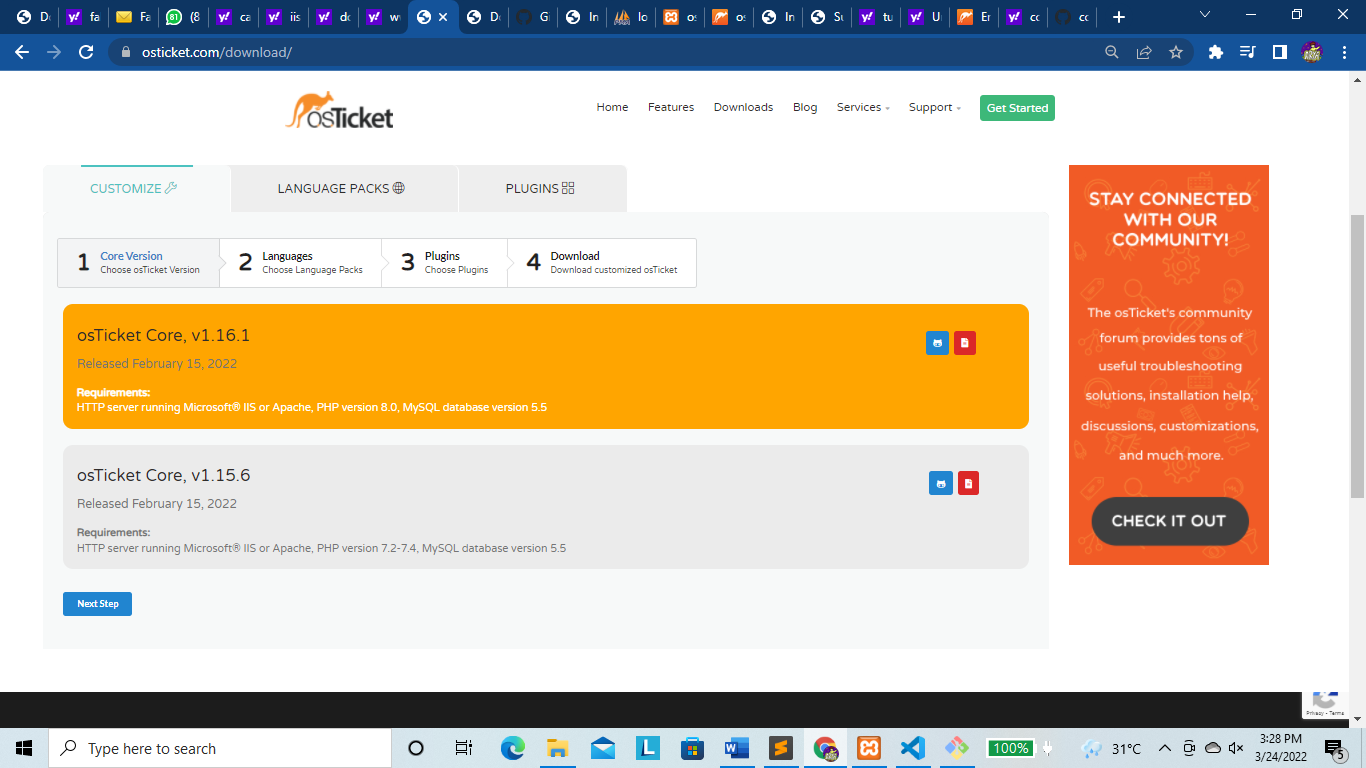 Do
fa
Fa
(8
ca
iis
de
w
Do
G
In
lo
os
os
In
Su
tu
Us
Er
cc
cc
osticket.com/download/
osTicket
Home
Features
Downloads
Blog
Services
Support
Get Started
CUSTOMIZE
LANGUAGE PACKS
PLUGINS
1 Core Version
Choose osTicket Version
2 Languages
Choose Language Packs
3 Plugins
Choose Plugins
4 Download
Download customized osTicket
osTicket Core, v1.16.1
Released February 15, 2022
Requirements:
HTTP server running Microsoft® IIS or Apache, PHP version 8.0, MySQL database version 5.5
osTicket Core, v1.15.6
Released February 15, 2022
Requirements:
HTTP server running Microsoft® IIS or Apache, PHP version 7.2-7.4, MySQL database version 5.5
Next Step
STAY CONNECTED
WITH OUR
COMMUNITY!
The osTicket's community
forum provides tons of
useful troubleshooting
solutions, installation help,
discussions, customizations,
and much more.
CHECK IT OUT
Privacy - Terms
Type here to search
100%
31°C
3:28 PM
3/24/2022
5